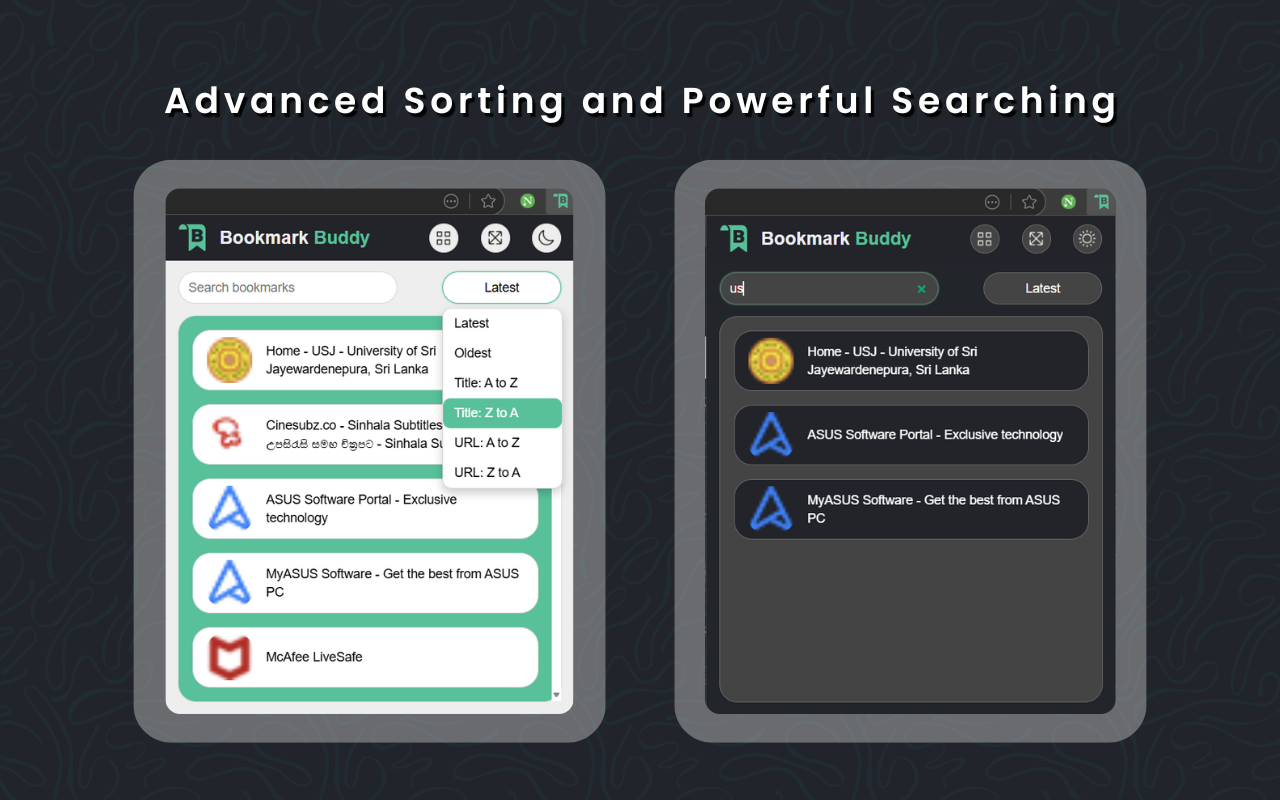 Advanced Sorting and Powerful Searching
Bookmark Buddy
Search bookmarks
Latest
Latest
Oldest
Title: A to Z
Title: Z to A
URL: A to Z
URL: Z to A
Home - USJ - University of Sri
Jayewardenepura, Sri Lanka
Cinesubz.co - Sinhala Subtitles
උපසිරැසි සමඟ චිත්‍රපට - Sinhala Su
ASUS Software Portal - Exclusive
technology
MyASUS Software - Get the best from ASUS
PC
McAfee LiveSafe
Bookmark Buddy
us
Latest
Home - USJ - University of Sri
Jayewardenepura, Sri Lanka
ASUS Software Portal - Exclusive technology
MyASUS Software - Get the best from ASUS
PC